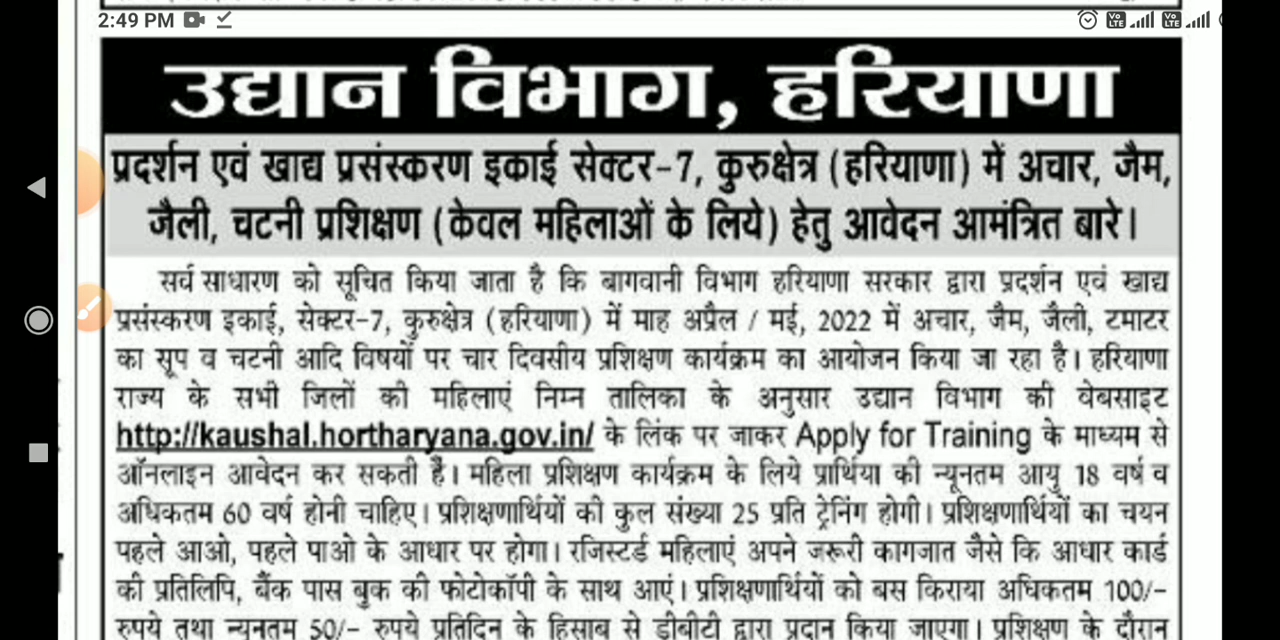 2:49 PM
उद्यान विभाग, हरियाणा
प्रदर्शन एवं खाद्य प्रसंस्करण इकाई सेक्टर-7, कुरुक्षेत्र (हरियाणा) में अचार, जैम,
जैली, चटनी प्रशिक्षण (केवल महिलाओं के लिये) हेतु आवेदन आमंत्रित बारे।
सर्व साधारण को सूचित किया जाता है कि बागवानी विभाग हरियाणा सरकार द्वारा प्रदर्शन एवं खाद्य
प्रसंस्करण इकाई, सेक्टर-7, कुरुक्षेत्र (हरियाणा) में माह अप्रैल / मई, 2022 में अचार, जैम, जैली, टमाटर
का सूप व चटनी आदि विषयों पर चार दिवसीय प्रशिक्षण कार्यक्रम का आयोजन किया जा रहा है। हरियाणा
राज्य के सभी जिलों की महिलाएं निम्न तालिका के अनुसार उद्यान विभाग की वेबसाइट
http://kaushal.hortharyana.gov.in/ के लिंक पर जाकर Apply for Training के माध्यम से
ऑनलाइन आवेदन कर सकती हैं। महिला प्रशिक्षण कार्यक्रम के लिये प्रार्थिया की न्यूनतम आयु 18 वर्ष व
अधिकतम 60 वर्ष होनी चाहिए। प्रशिक्षणार्थियों की कुल संख्या 25 प्रति ट्रेनिंग होगी। प्रशिक्षणार्थियों का चयन
पहले आओ, पहले पाओ के आधार पर होगा। रजिस्टर्ड महिलाएं अपने जरूरी कागजात जैसे कि आधार कार्ड
की प्रतिलिपि, बैंक पास बुक की फोटोकॉपी के साथ आएं। प्रशिक्षणार्थियों को बस किराया अधिकतम 100/-
रुपये तथा न्यूनतम 50/- रुपये प्रतिदिन के हिसाब से डीबीटी द्वारा प्रदान किया जाएगा। प्रशिक्षण के दौरान